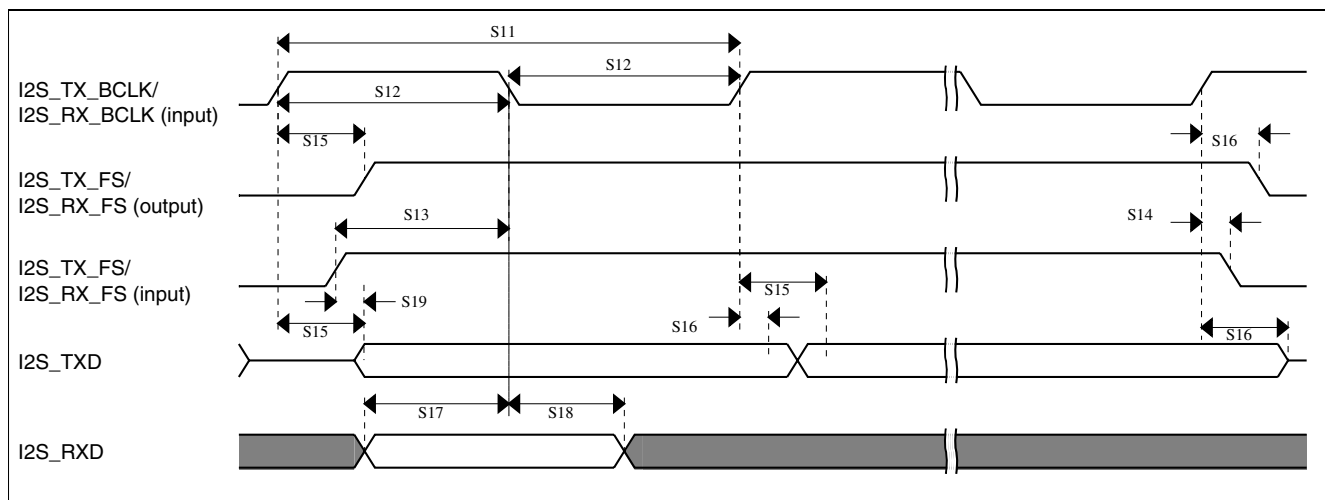 S11
S12
I2S_TX_BCLK/
I2S_RX_BCLK (input)
S12
S15
S16
I2S_TX_FS/
I2S_RX_FS (output)
S13
S14
I2S_TX_FS/
I2S_RX_FS (input)
S15
S19
S15
S16
S16
I2S_TXD
S17
S18
I2S_RXD